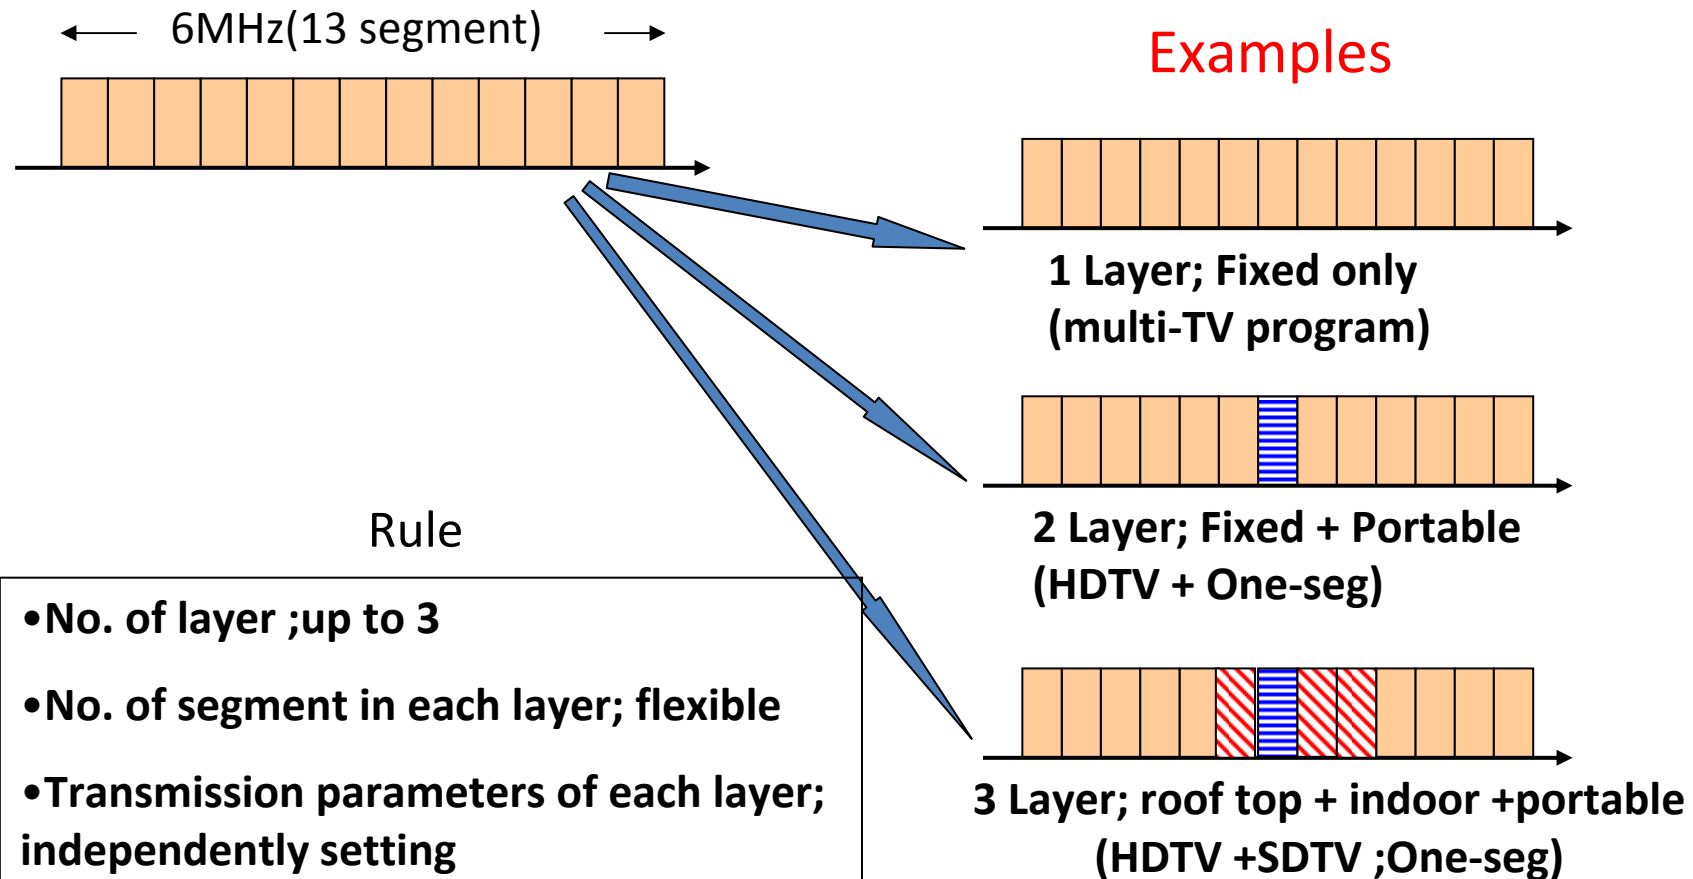 6MHz(13 segment)
Examples
1 Layer; Fixed only
(multi-TV program)
2 Layer; Fixed + Portable
(HDTV + One-seg)
3 Layer; roof top + indoor +portable
(HDTV +SDTV ;One-seg)
Rule
•No. of layer ;up to 3
•No. of segment in each layer; flexible
•Transmission parameters of each layer;
independently setting